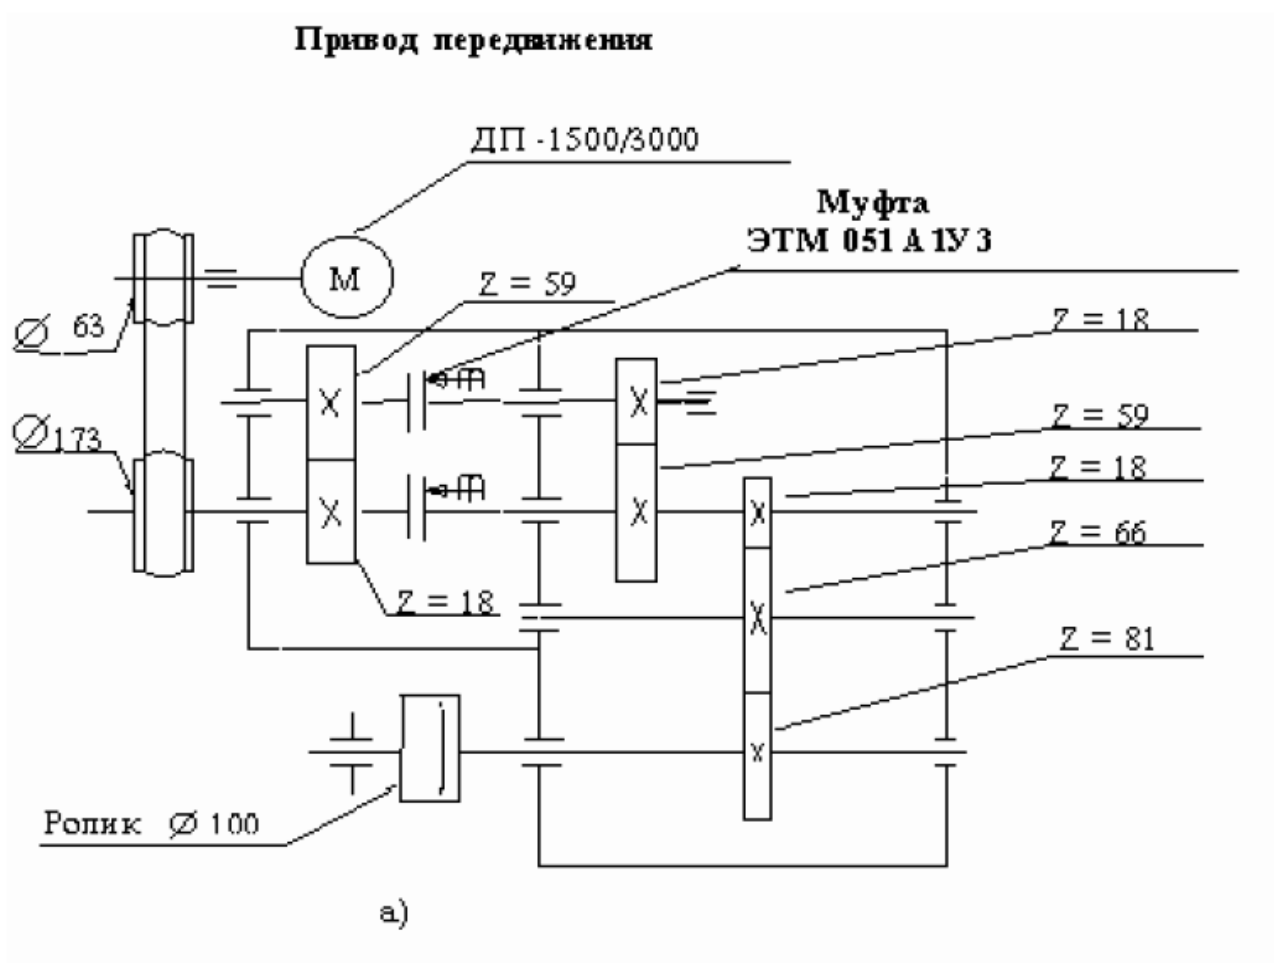 Привод передвижения
ДП -1500/3000
Муфта
ЭТМ 051 А 1У 3
М
Z = 59
Z = 18
∅ 63
∅173
Z = 59
Z = 18
Z = 66
Z = 18
Z = 81
Ролик ∅ 100
а)